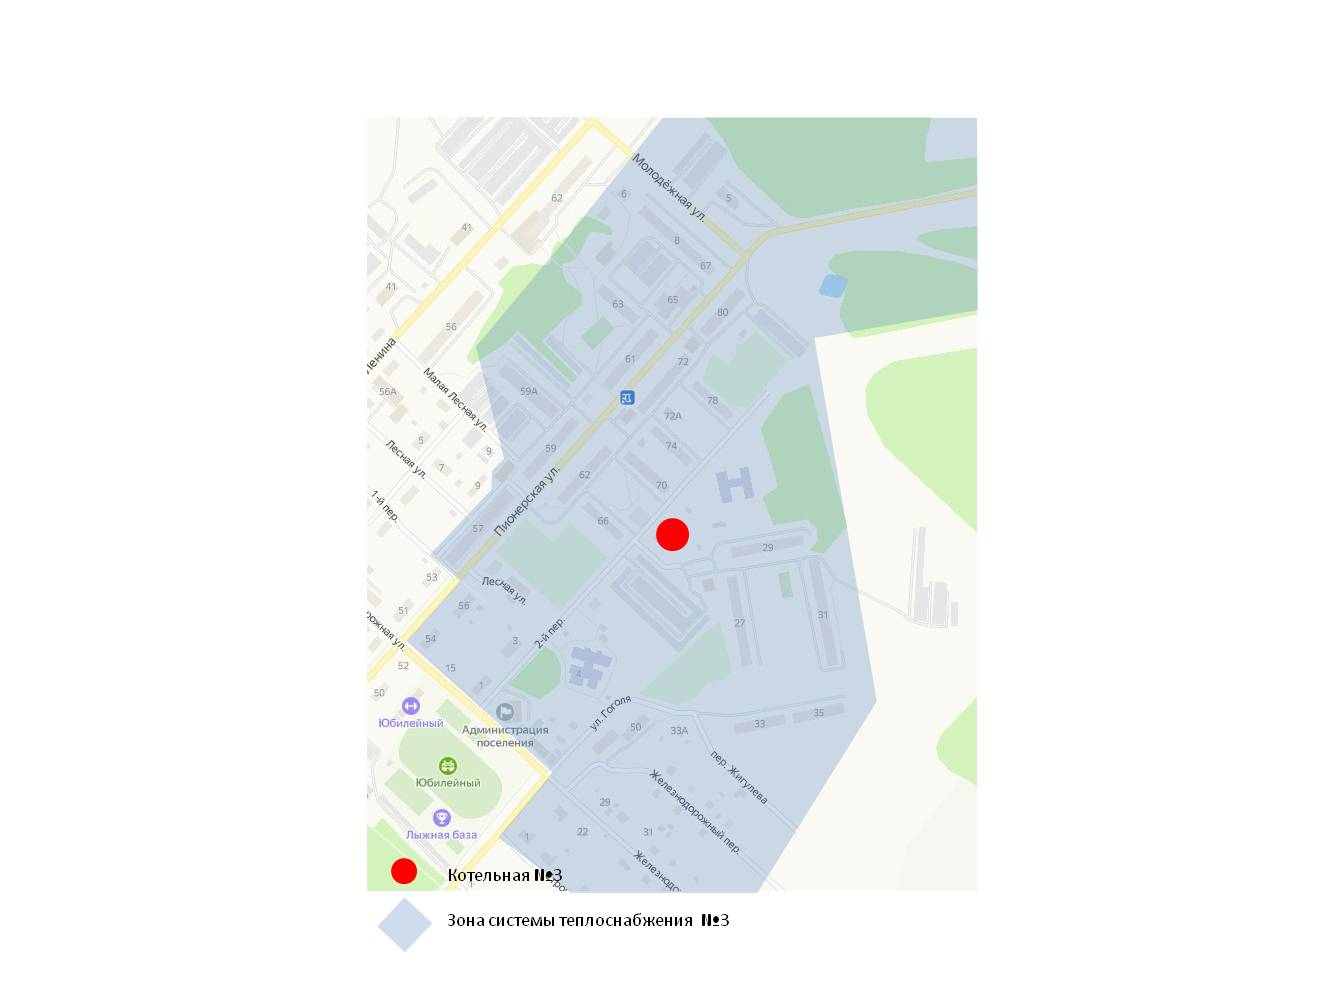 Молодёжная ул.
62
6
5
41
8
67
41
63
65
80
56
Ленина
61
72
Малая Лесная ул.
56А
59А
78
72А
5
Лесная ул.
9
59
74
7
62
9
70
1-й пер.
Пионерская ул.
66
57
29
53
Лесная ул.
56
51
31
27
54
3
2-й пер.
52
15
4
1
50
ул. Гоголя
Юбилейный
Администрация
поселения
50
33А
33
35
пер. Жигулева
Юбилейный
Железнодорожный пер.
29
Лыжная база
1
22
31
Котельная №3
Зона системы теплоснабжения №3